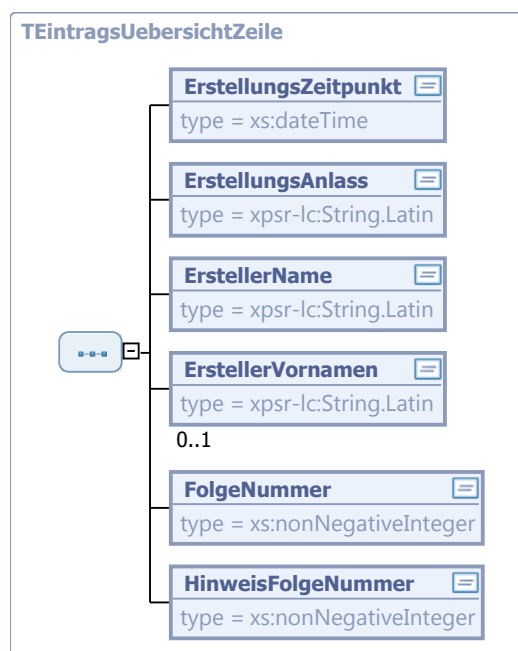 TEintragsUebersichtZeile
ErstellungsZeitpunkt
type = xs:dateTime
ErstellungsAnlass
type = xpsr-lc:String.Latin
ErstellerName
type = xpsr-lc:String.Latin
ErstellerVornamen
type = xpsr-lc:String.Latin
0..1
FolgeNummer
type = xs:nonNegativeInteger
HinweisFolgeNummer
type = xs:nonNegativeInteger